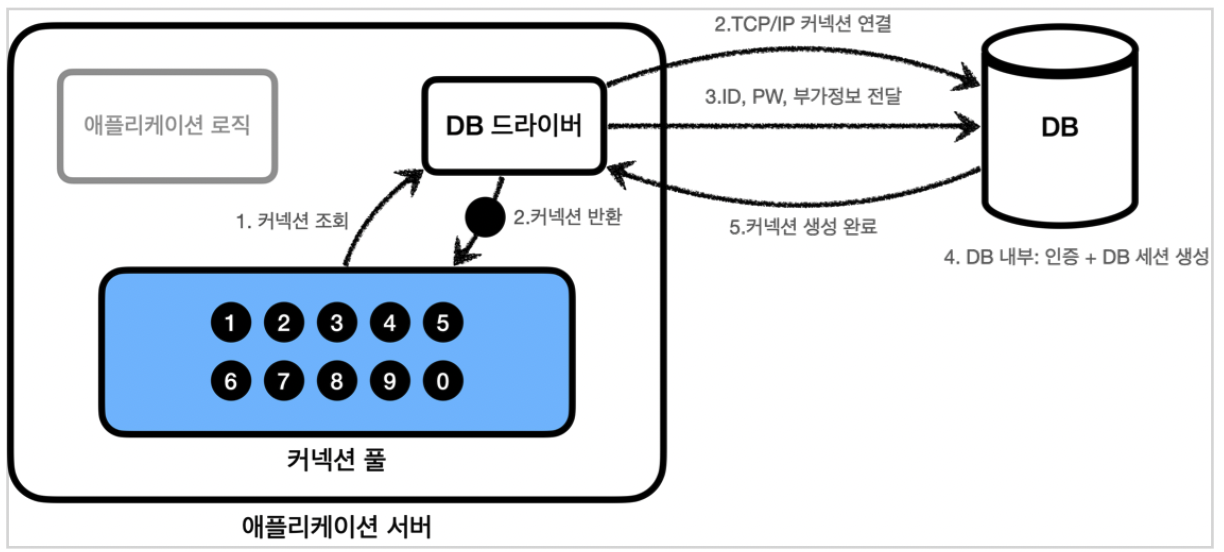 2.TCP/IP 커넥션 연결
애플리케이션 로직
DB 드라이버
3.ID, PW, 부가정보 전달
DB
1. 커넥션 조회
2.커넥션 반환
5.커넥션 생성 완료
4. DB 내부: 인증 + DB 세션 생성
1 2 3 4 5
6 7 8 9 0
커넥션 풀
애플리케이션 서버